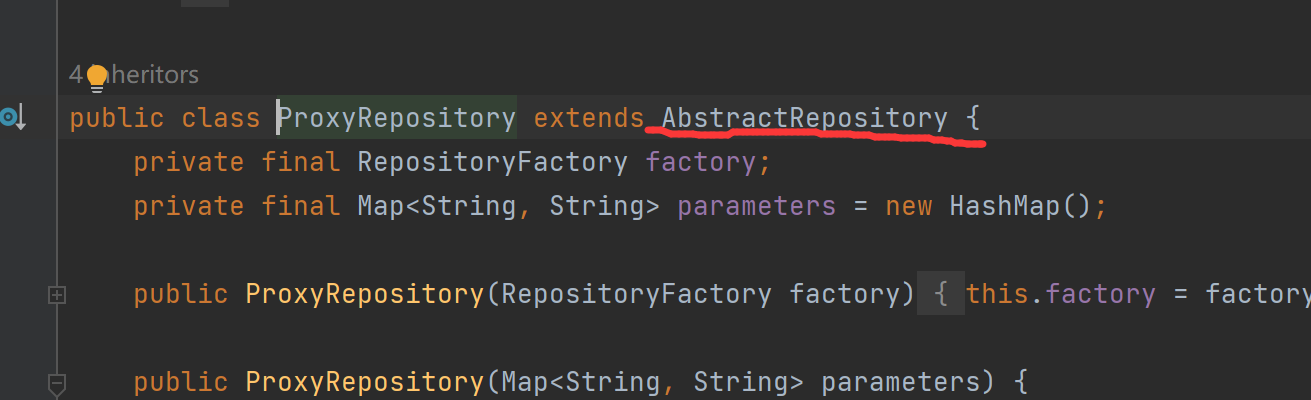 4 inheritors
public class ProxyRepository extends AbstractRepository {
private final RepositoryFactory factory;
private final Map<String, String> parameters = new HashMap();
public ProxyRepository(RepositoryFactory factory) { this.factory = factory
public ProxyRepository(Map<String, String> parameters) {